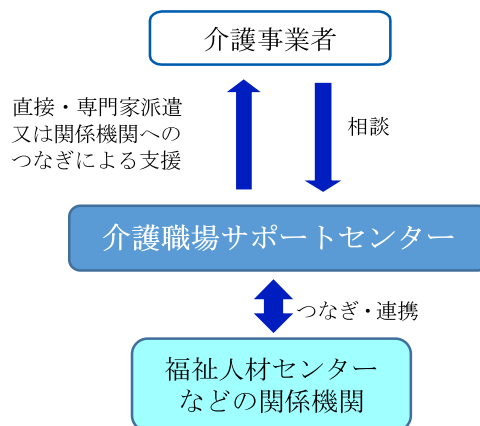 介護事業者
直接・専門家派遣
又は関係機関への
つなぎによる支援
相談
介護職場サポートセンター
つなぎ・連携
福祉人材センター
などの関係機関